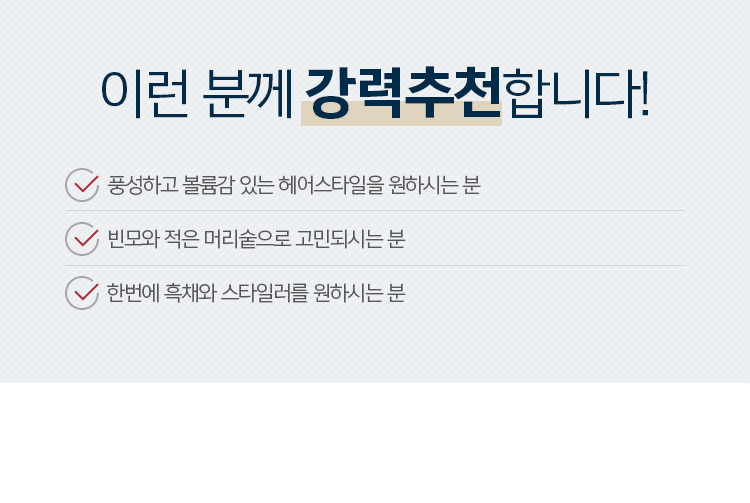 이런 분께 강력추천합니다!
풍성하고 볼륨감 있는 헤어스타일을 원하시는 분
빈모와 적은 머리숱으로 고민되시는 분
한번에 흑채와 스타일러를 원하시는 분